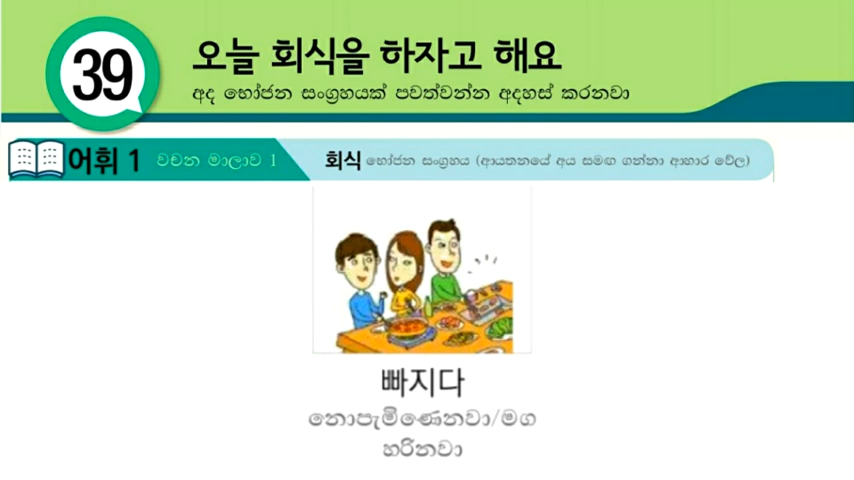 39
오늘 회식을 하자고 해요
අද භෝජන සංග්‍රහයක් පවත්වන්න අදහස් කරනවා
어휘 1 වචන මාලාව 1
회식 භෝජන සංග්‍රහය (ආයතනයේ අය සමඟ ගන්නා ආහාර වේල)
빠지다
නොපැමිණෙනවා/මග
හරිනවා